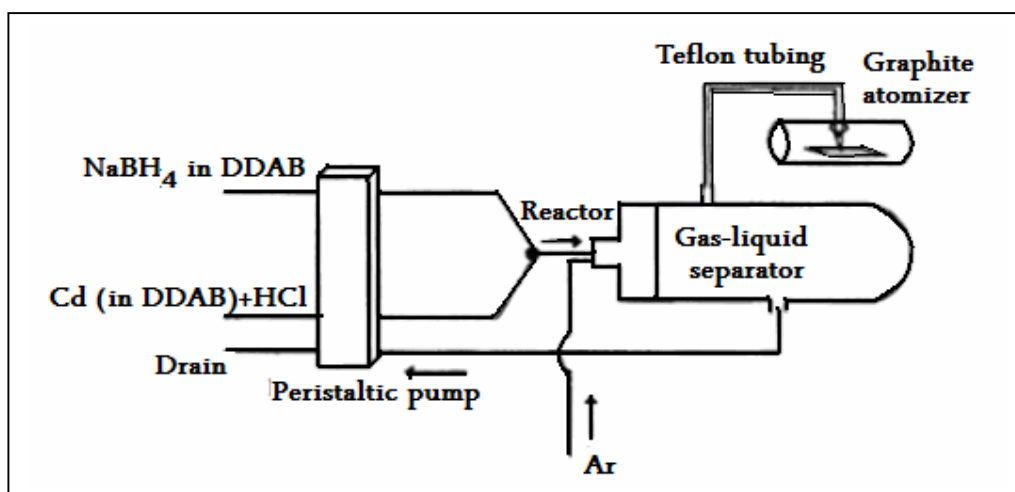 Teflon tubing
Graphite
atomizer
NaBH4 in DDAB
Reactor
Gas-liquid
separator
Cd (in DDAB)+HCl
Drain
Peristaltic pump
Ar